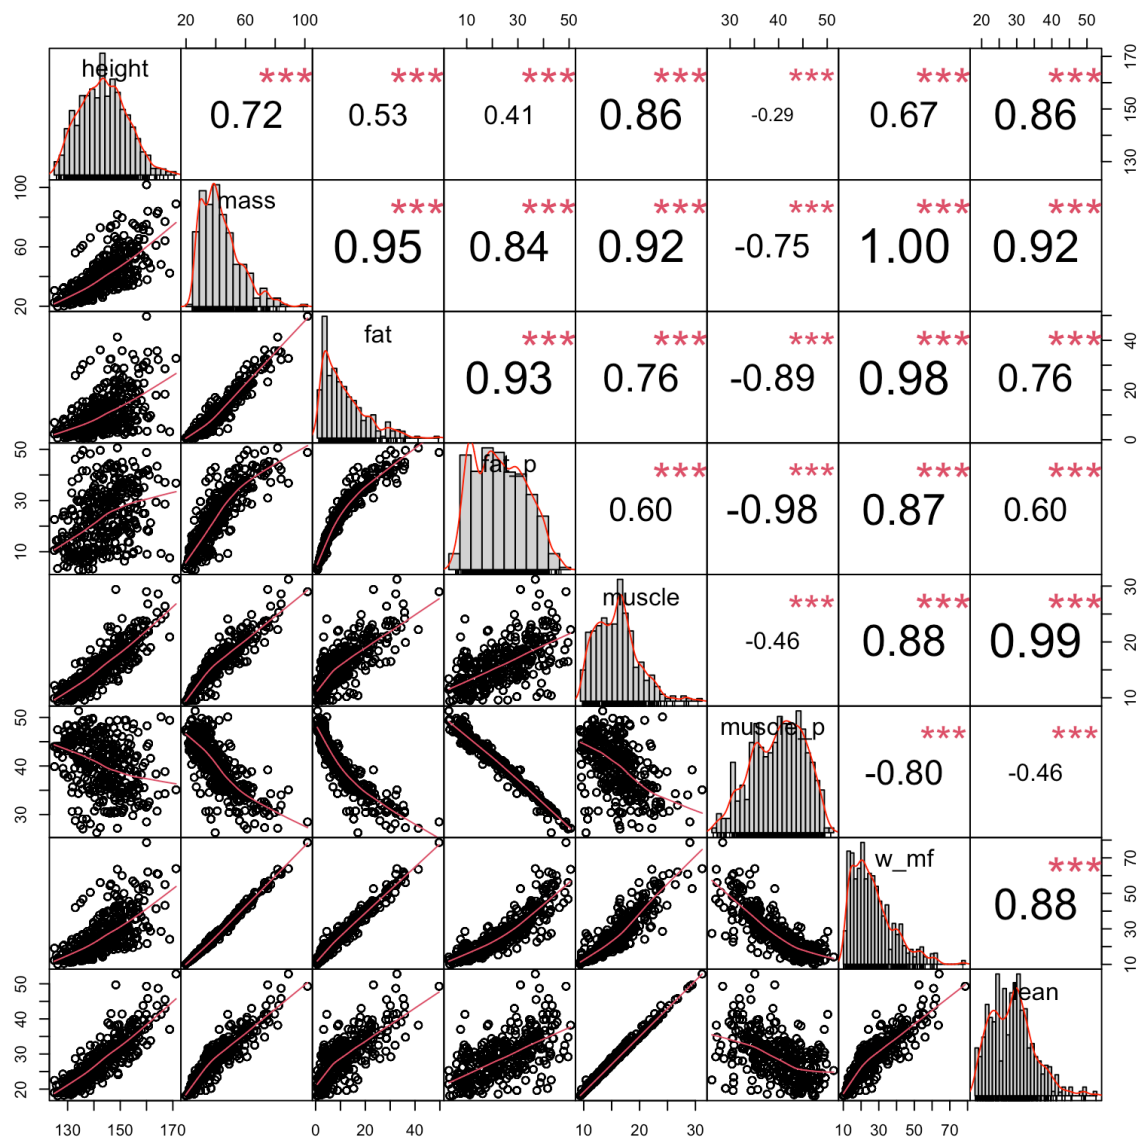 20 60 100 10 30 50 30 40 50 20 30 40 50
height *** *** *** *** *** *** *** 170
0.72 0.53 0.41 0.86 -0.29 0.67 0.86 150
130
100 mass *** *** *** *** *** ***
60 0.95 0.84 0.92 -0.75 1.00 0.92
20
fat *** *** *** *** *** 40
0.93 0.76 -0.89 0.98 0.76 20
0
50 fat_p *** *** *** ***
30 0.60 -0.98 0.87 0.60
10
muscle *** *** *** 30
-0.46 0.88 0.99 20
10
50 muscle_p *** ***
40 -0.80 -0.46
30
w_mf *** 70
0.88 50
30
10
50 lean
40
30
20
130 150 170 0 20 40 10 20 30 10 30 50 70